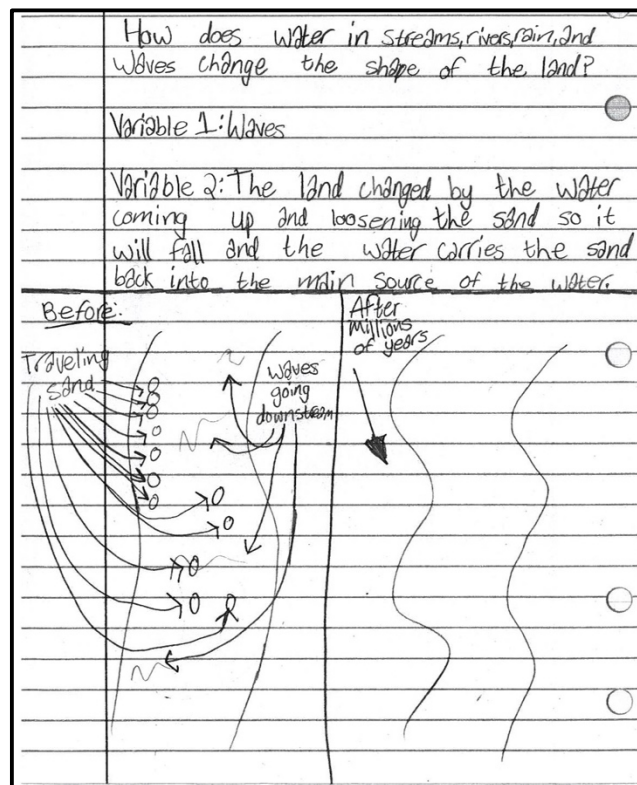 How does water in streams,rivers,rain,and
waves change the shape of the land?
Variable 1:Waves
Variable 2:The land changed by the water
coming up and loosening the sand so it
will fall and the water carries the sand
back into the main source of the water.
Before:
Traveling
sand
waves
going
downstream
After
millions
of years